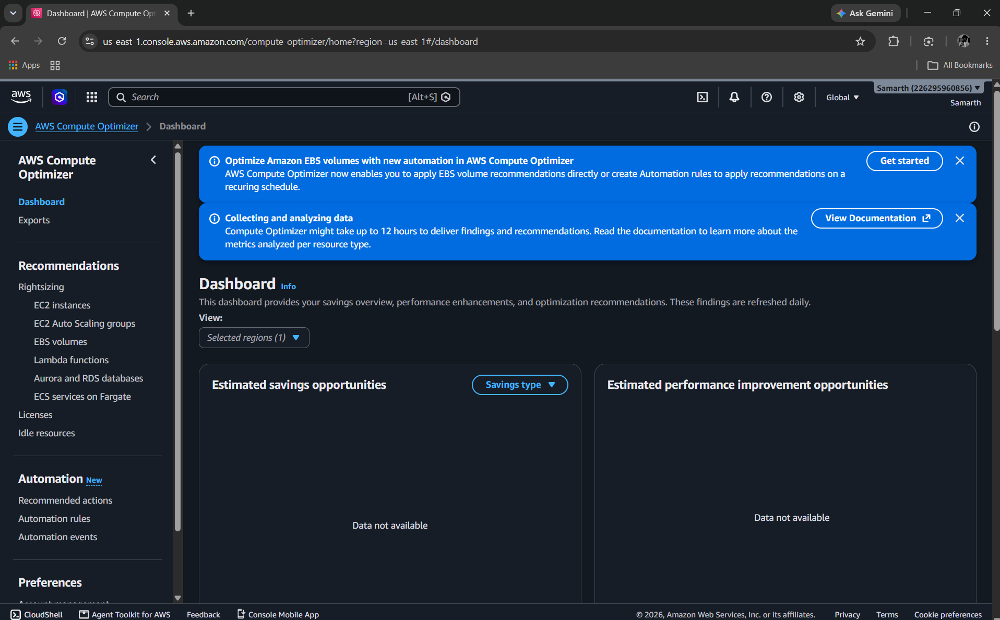 Dashboard | AWS Compute Opt
Ask Gemini
us-east-1.console.aws.amazon.com/compute-optimizer/home?region=us-east-1#/dashboard
Apps
All Bookmarks
aws
Search
[Alt+S]
Global
Samarth (226295960856)
Samarth
AWS Compute Optimizer
Dashboard
AWS Compute
Optimizer
Dashboard
Exports
Recommendations
Rightsizing
EC2 instances
EC2 Auto Scaling groups
EBS volumes
Lambda functions
Aurora and RDS databases
ECS services on Fargate
Licenses
Idle resources
Automation New
Recommended actions
Automation rules
Automation events
Preferences
Account management
Optimize Amazon EBS volumes with new automation in AWS Compute Optimizer
AWS Compute Optimizer now enables you to apply EBS volume recommendations directly or create Automation rules to apply recommendations on a
recuring schedule.
Get started
Collecting and analyzing data
Compute Optimizer might take up to 12 hours to deliver findings and recommendations. Read the documentation to learn more about the
metrics analyzed per resource type.
View Documentation
Dashboard Info
This dashboard provides your savings overview, performance enhancements, and optimization recommendations. These findings are refreshed daily.
View:
Selected regions (1)
Estimated savings opportunities
Savings type
Data not available
Estimated performance improvement opportunities
Data not available
CloudShell
Agent Toolkit for AWS
Feedback
Console Mobile App
© 2026, Amazon Web Services, Inc. or its affiliates.
Privacy
Terms
Cookie preferences